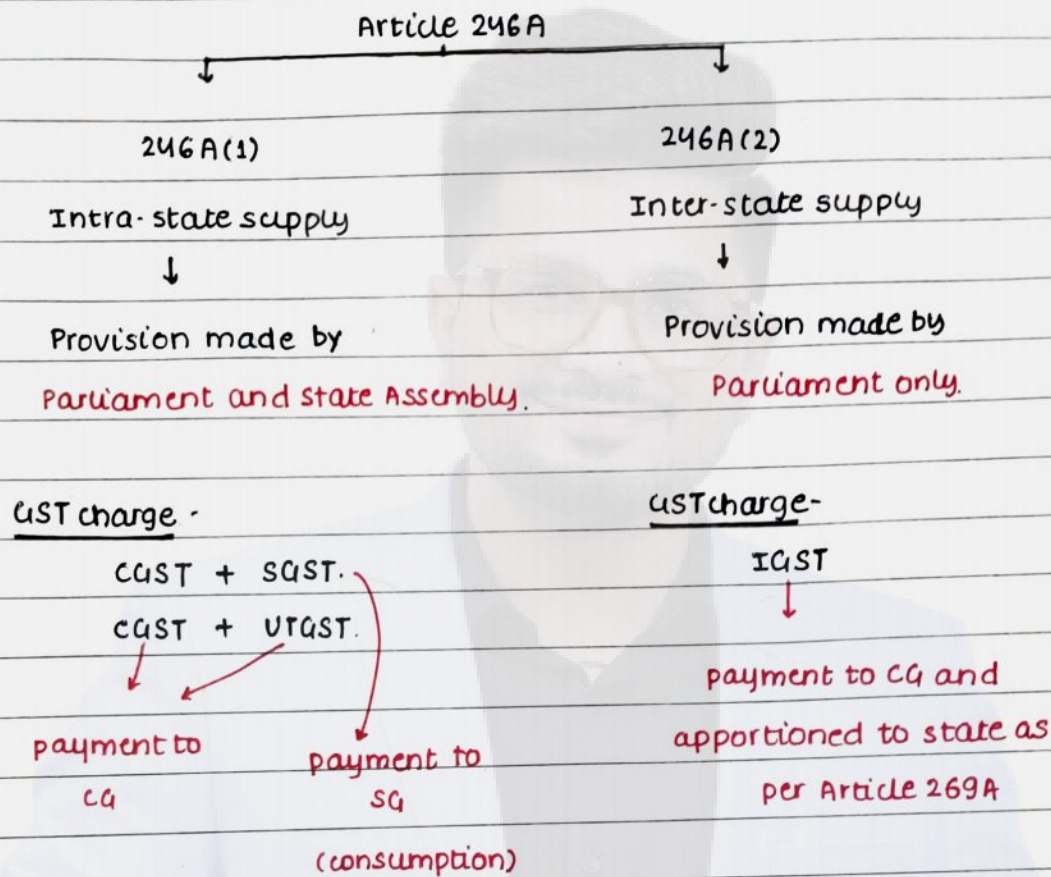 Article 246A
246A(1)
Intra-state supply
Provision made by
Parliament and state Assembly.
GST charge -
CGST + SGST.
CGST + UTGST.
payment to
CG
payment to
SG
(consumption)
246A(2)
Inter-state supply
Provision made by
Parliament only.
GST charge-
IGST
payment to CG and
apportioned to state as
per Article 269A